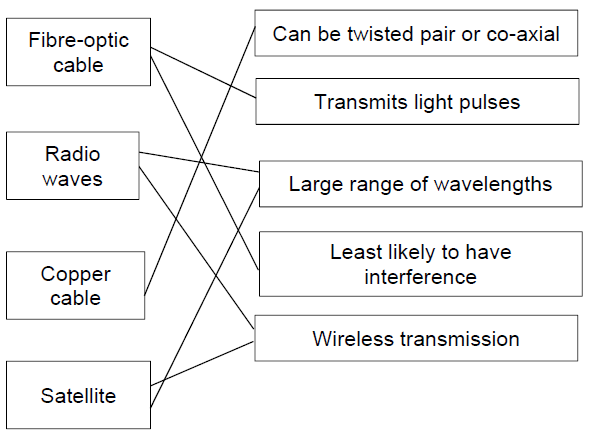 Fibre-optic
cable
Radio
waves
Copper
cable
Satellite
Can be twisted pair or co-axial
Transmits light pulses
Large range of wavelengths
Least likely to have
interference
Wireless transmission